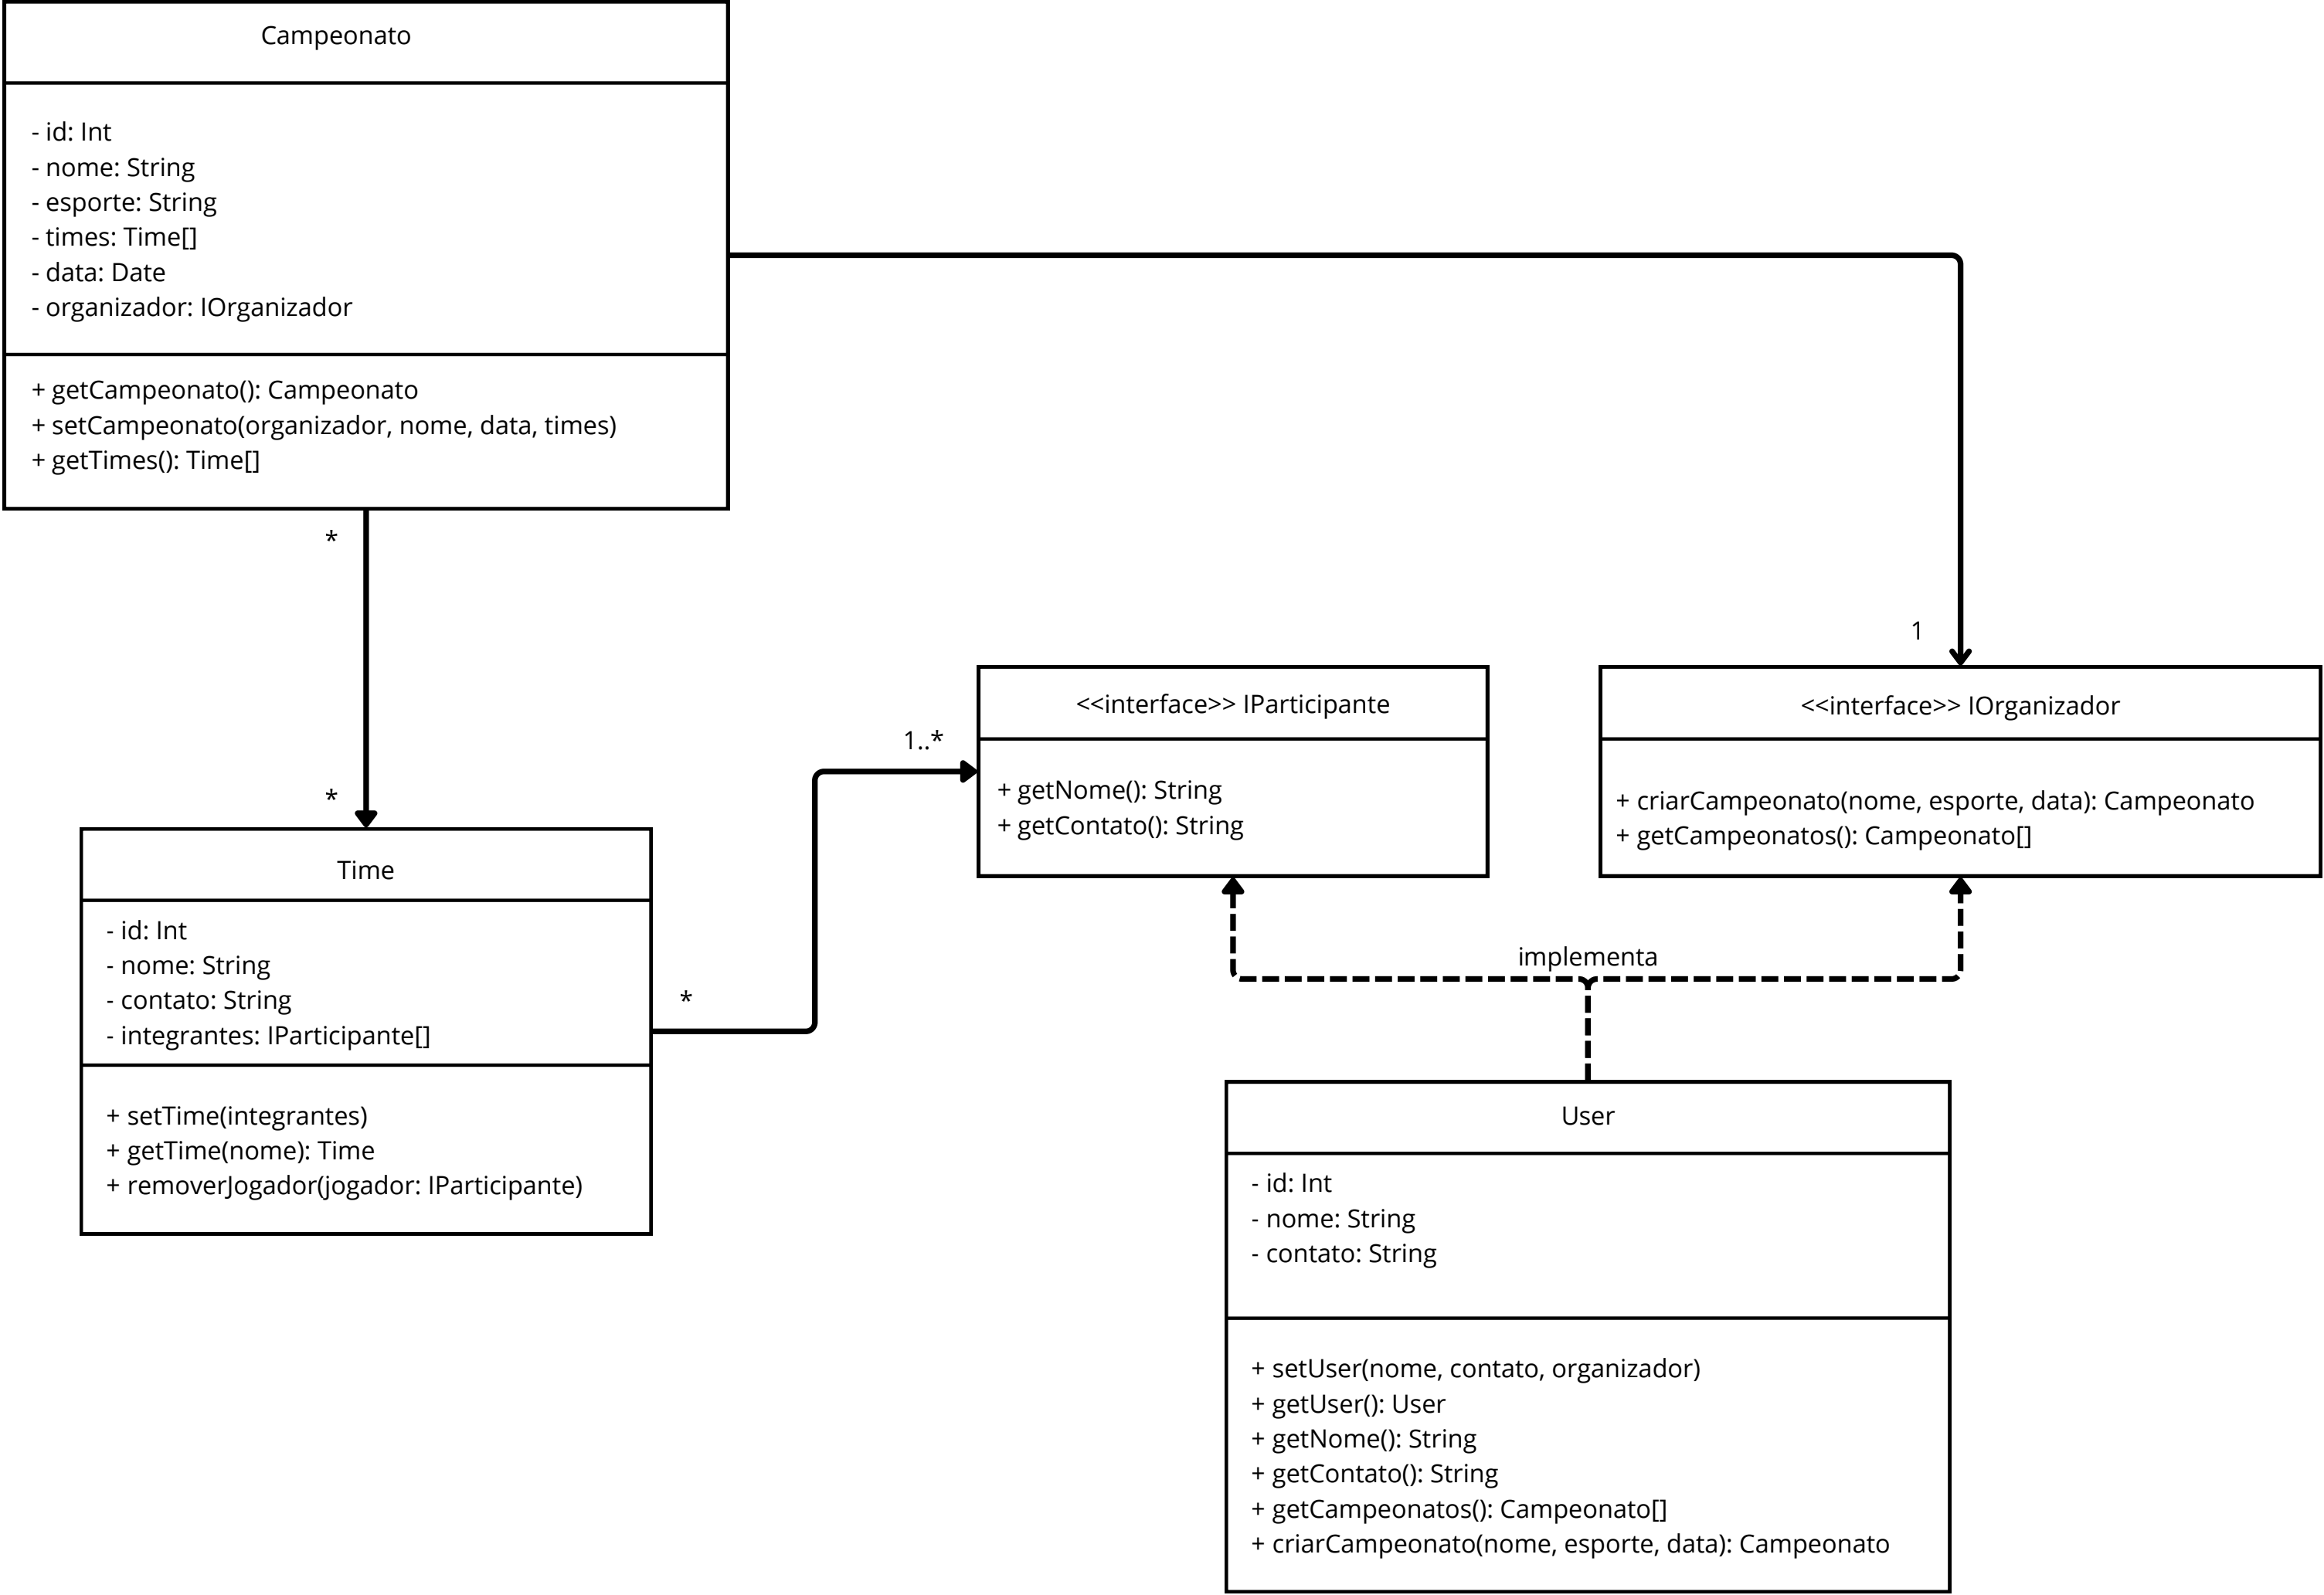 Campeonato
- id: Int
- nome: String
- esporte: String
- times: Time[]
- data: Date
- organizador: IOrganizador
+ getCampeonato(): Campeonato
+ setCampeonato(organizador, nome, data, times)
+ getTimes(): Time[]
*
*
1
Time
- id: Int
- nome: String
- contato: String
- integrantes: IParticipante[]
+ setTime(integrantes)
+ getTime(nome): Time
+ removerJogador(jogador: IParticipante)
*
1..*
<<interface>> IParticipante
+ getNome(): String
+ getContato(): String
<<interface>> IOrganizador
+ criarCampeonato(nome, esporte, data): Campeonato
+ getCampeonatos(): Campeonato[]
implementa
User
- id: Int
- nome: String
- contato: String
+ setUser(nome, contato, organizador)
+ getUser(): User
+ getNome(): String
+ getContato(): String
+ getCampeonatos(): Campeonato[]
+ criarCampeonato(nome, esporte, data): Campeonato